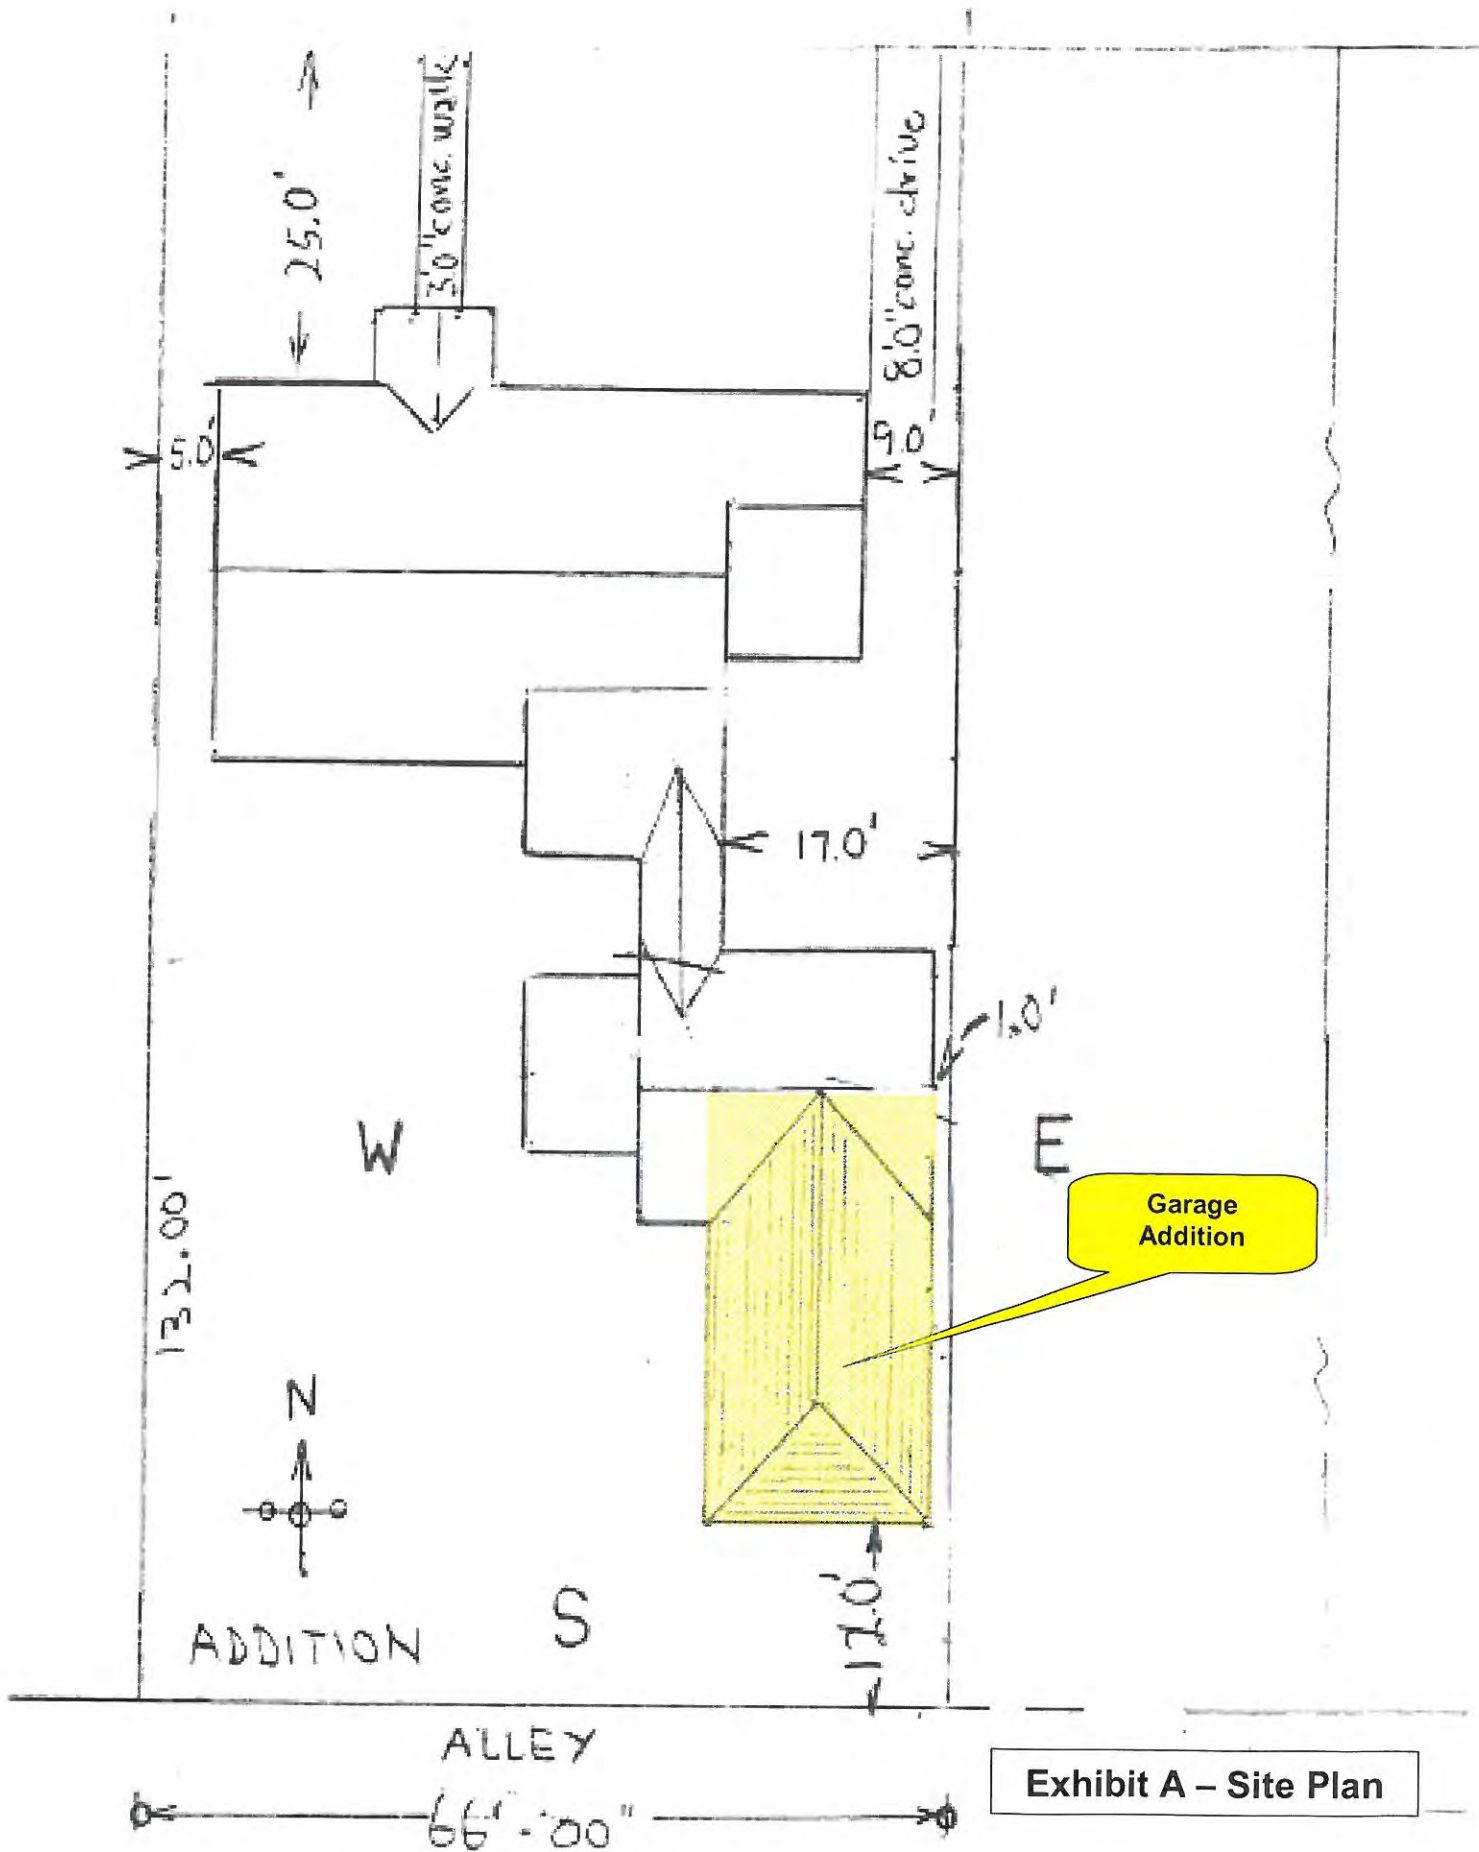 25.0'
3'0" conc. walk
8'0" conc. drive
5.0'
9.0'
17.0'
1.0'
W
E
Garage
Addition
132.00'
N
S
12.0'
ADDITION
ALLEY
Exhibit A – Site Plan
66'-00"